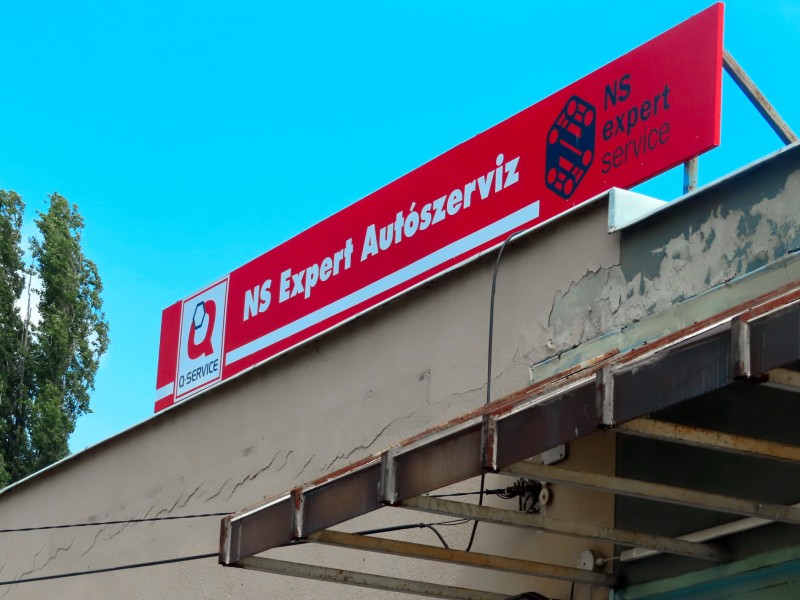 Q-SERVICE
NS Expert Autószerviz
NS
expert
service